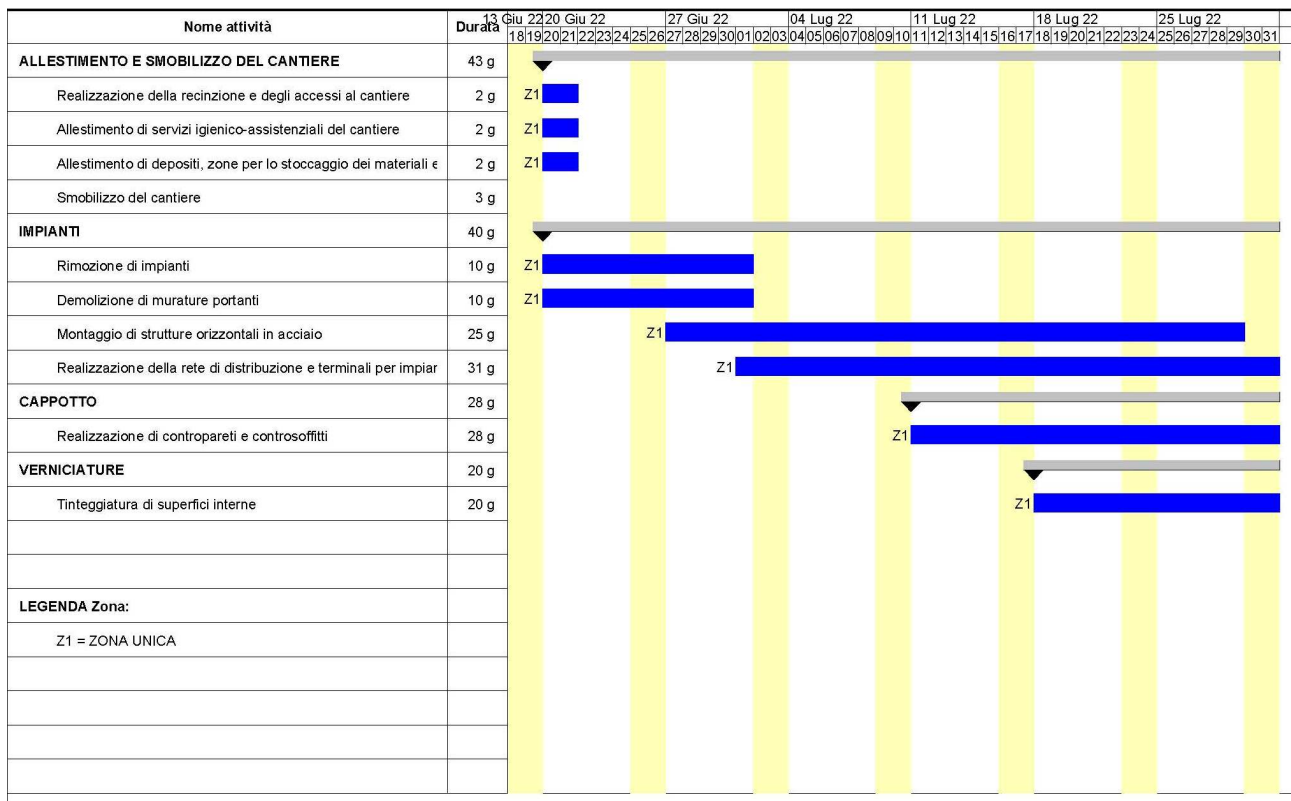 Nome attività Durata 13 Giu 22 20 Giu 22 27 Giu 22 04 Lug 22 11 Lug 22 18 Lug 22 25 Lug 22
18 19 20 21 22 23 24 25 26 27 28 29 30 01 02 03 04 05 06 07 08 09 10 11 12 13 14 15 16 17 18 19 20 21 22 23 24 25 26 27 28 29 30 31
ALLESTIMENTO E SMOBILIZZO DEL CANTIERE 43 g
Realizzazione della recinzione e degli accessi al cantiere 2 g Z1
Allestimento di servizi igienico-assistenziali del cantiere 2 g Z1
Allestimento di depositi, zone per lo stoccaggio dei materiali e 2 g Z1
Smobilizzo del cantiere 3 g
IMPIANTI 40 g
Rimozione di impianti 10 g Z1
Demolizione di murature portanti 10 g Z1
Montaggio di strutture orizzontali in acciaio 25 g Z1
Realizzazione della rete di distribuzione e terminali per impiar 31 g Z1
CAPPOTTO 28 g
Realizzazione di contropareti e controsoffitti 28 g Z1
VERNICIATURE 20 g
Tinteggiatura di superfici interne 20 g Z1
LEGENDA Zona:
Z1 = ZONA UNICA